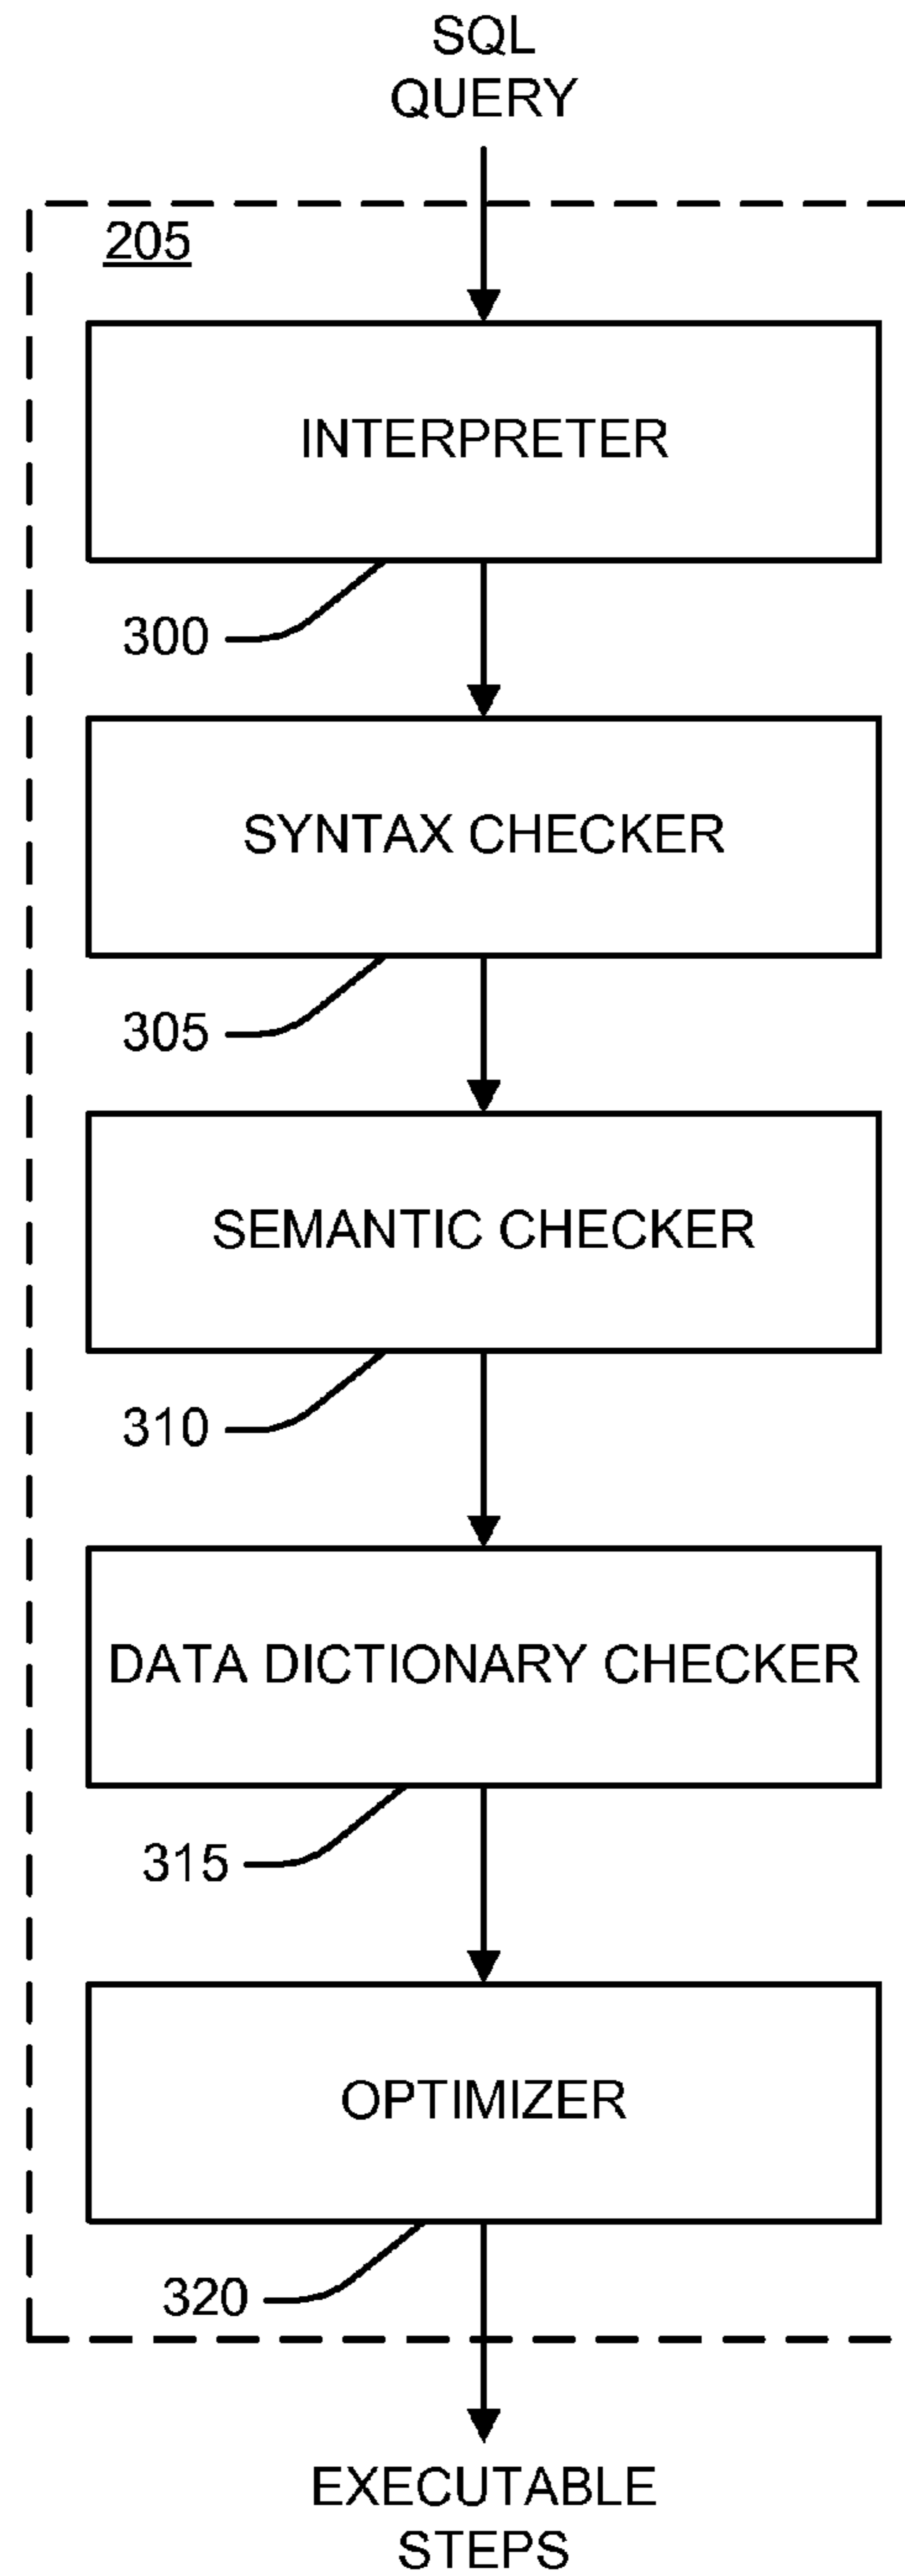 SQL
QUERY
205
INTERPRETER
300
SYNTAX CHECKER
305
SEMANTIC CHECKER
310
DATA DICTIONARY CHECKER
315
OPTIMIZER
320
EXECUTABLE
STEPS